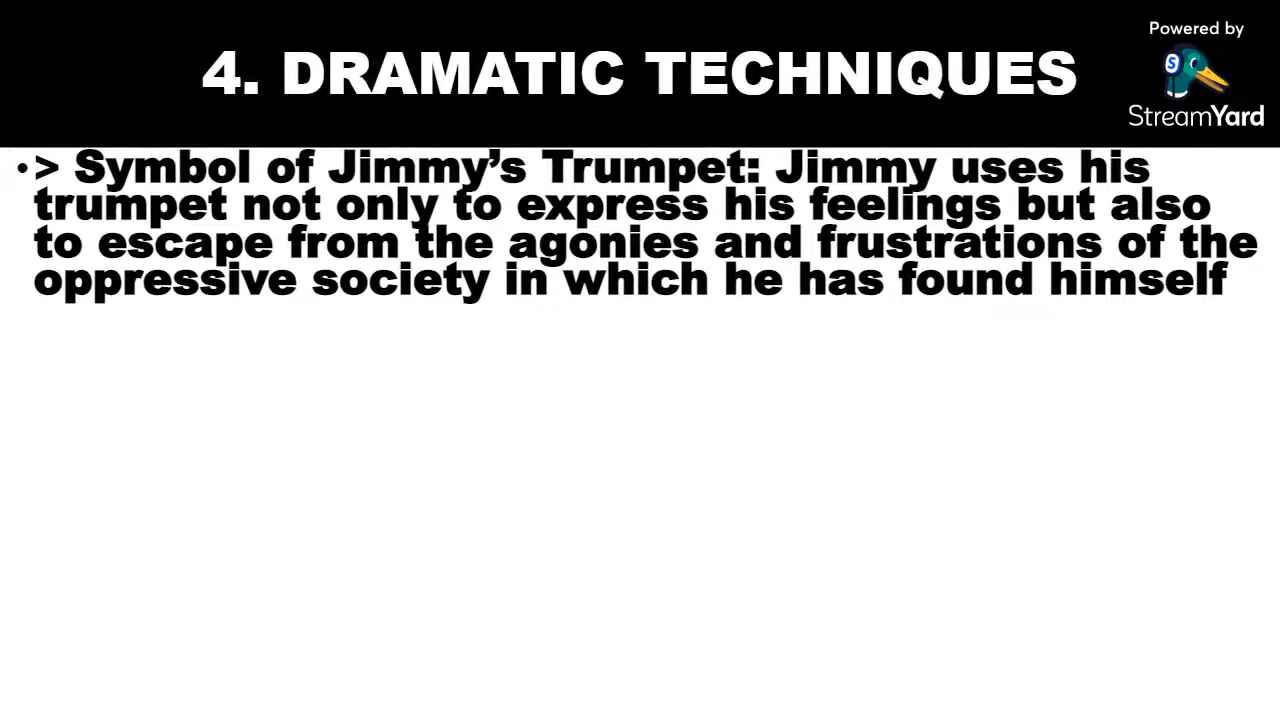 Powered by
4. DRAMATIC TECHNIQUES
S
StreamYard
•> Symbol of Jimmy’s Trumpet: Jimmy uses his
trumpet not only to express his feelings but also
to escape from the agonies and frustrations of the
oppressive society in which he has found himself